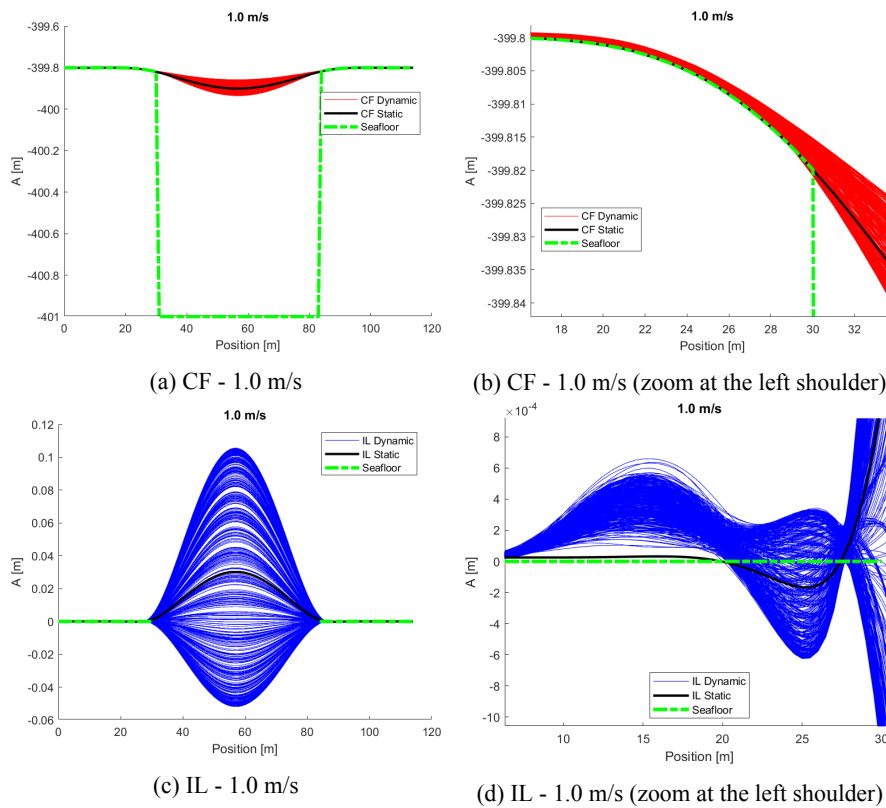 1.0 m/s
-399.6
-399.8
-400
-400.2
-400.4
-400.6
-400.8
-401
A [m]
CF Dynamic
CF Static
Seafloor
0 20 40 60 80 100 120
Position [m]
(a) CF - 1.0 m/s
1.0 m/s
-399.8
-399.805
-399.81
-399.815
-399.82
-399.825
-399.83
-399.835
-399.84
A [m]
CF Dynamic
CF Static
Seafloor
18 20 22 24 26 28 30 32
Position [m]
(b) CF - 1.0 m/s (zoom at the left shoulder)
1.0 m/s
0.12
0.1
0.08
0.06
0.04
0.02
0
-0.02
-0.04
-0.06
A [m]
IL Dynamic
IL Static
Seafloor
0 20 40 60 80 100 120
Position [m]
(c) IL - 1.0 m/s
×10-4
1.0 m/s
8
6
4
2
0
-2
-4
-6
-8
-10
A [m]
IL Dynamic
IL Static
Seafloor
10 15 20 25 30
Position [m]
(d) IL - 1.0 m/s (zoom at the left shoulder)